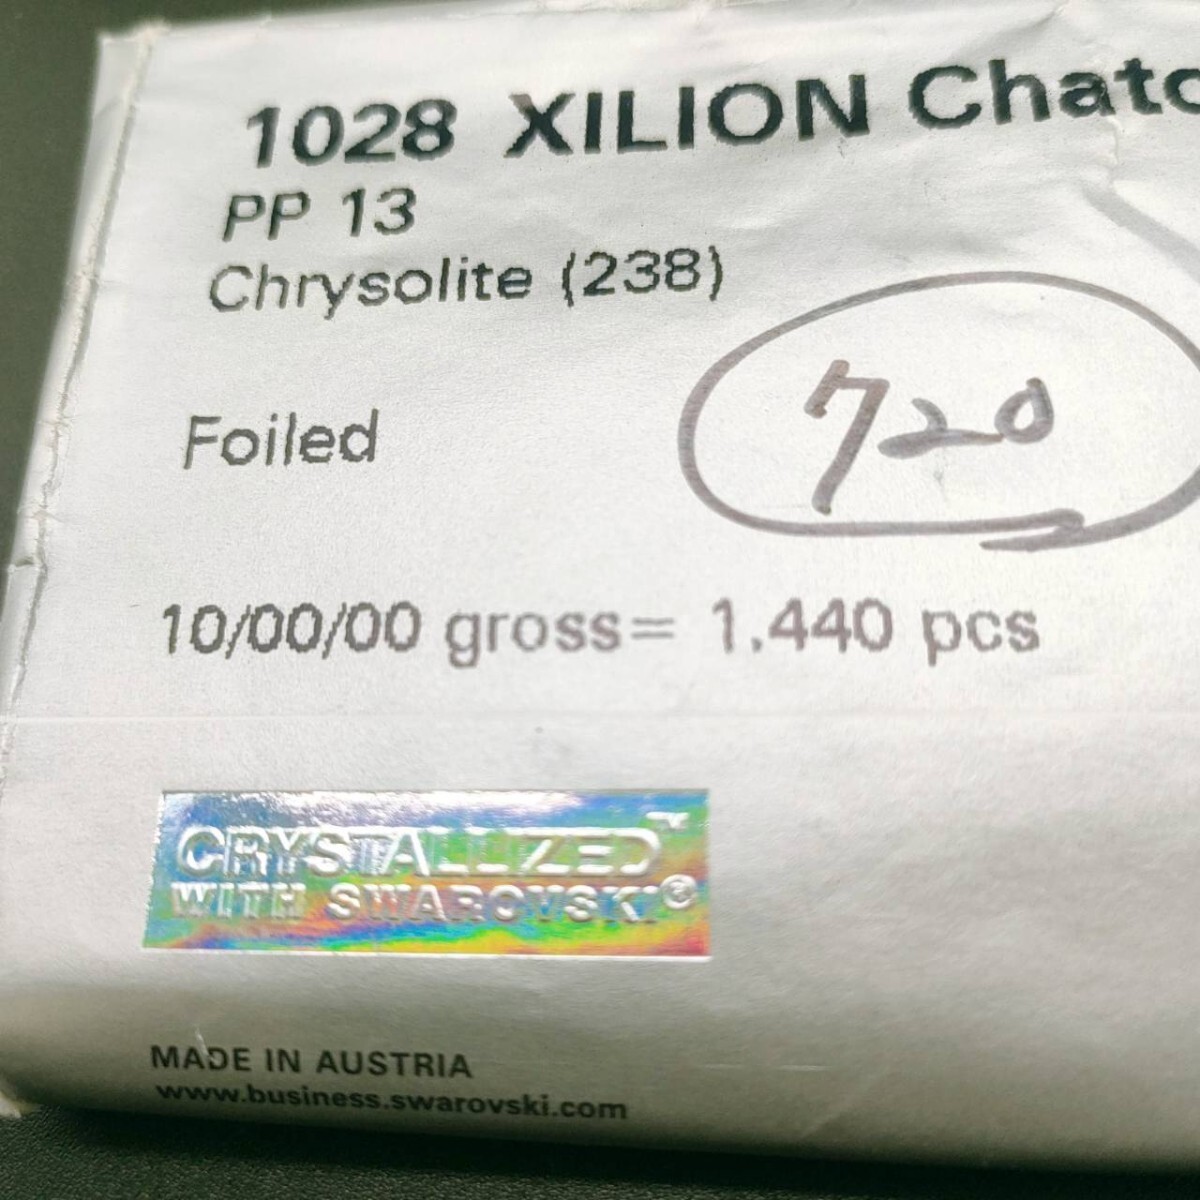 1028 XILION Chato
PP 13
Chrysolite (238)
720
Foiled
10/00/00 gross= 1.440 pcs
CRYSTALLIZED™
WITH SWAROVSKI®
MADE IN AUSTRIA
www.business.swarovski.com